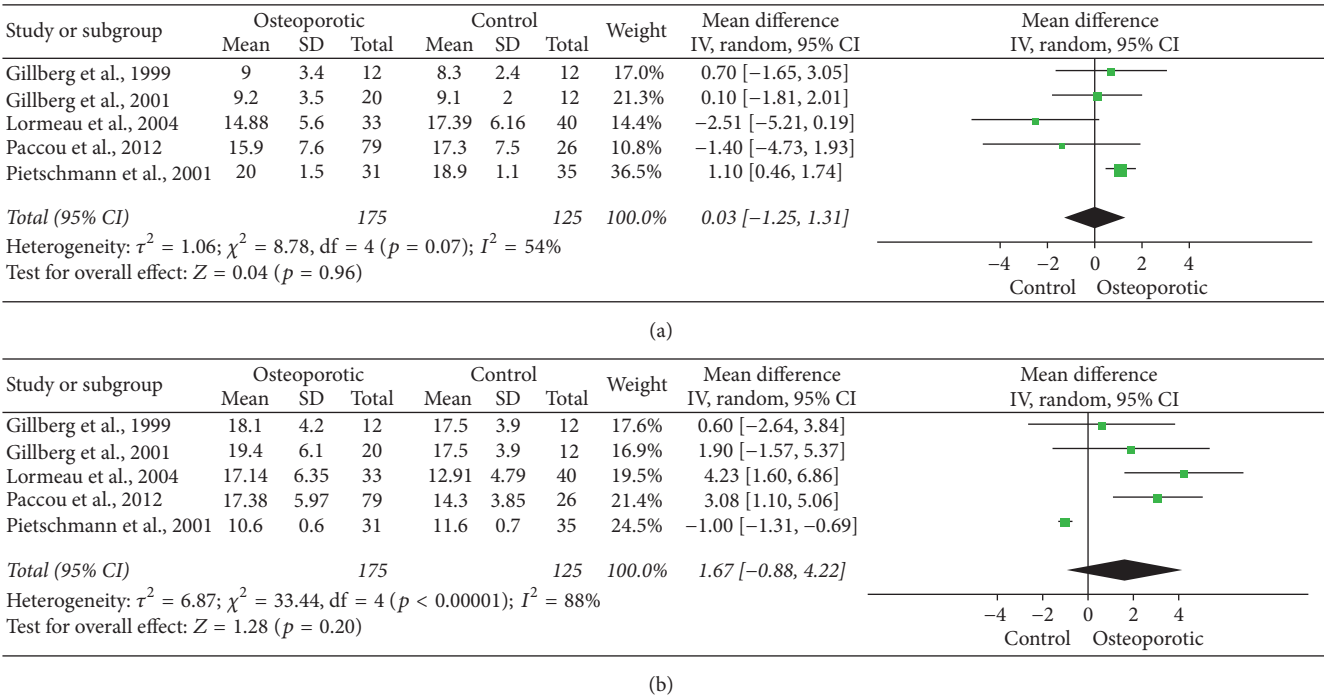 Study or subgroup Osteoporotic Control Weight Mean difference Mean difference
Mean SD Total Mean SD Total IV, random, 95% CI IV, random, 95% CI
Gillberg et al., 1999 9 3.4 12 8.3 2.4 12 17.0% 0.70 [−1.65, 3.05]
Gillberg et al., 2001 9.2 3.5 20 9.1 2 12 21.3% 0.10 [−1.81, 2.01]
Lormeau et al., 2004 14.88 5.6 33 17.39 6.16 40 14.4% −2.51 [−5.21, 0.19]
Paccou et al., 2012 15.9 7.6 79 17.3 7.5 26 10.8% −1.40 [−4.73, 1.93]
Pietschmann et al., 2001 20 1.5 31 18.9 1.1 35 36.5% 1.10 [0.46, 1.74]
Total (95% CI) 175 125 100.0% 0.03 [−1.25, 1.31]
Heterogeneity: τ² = 1.06; χ² = 8.78, df = 4 (p = 0.07); I² = 54%
Test for overall effect: Z = 0.04 (p = 0.96)
−4 −2 0 2 4
Control Osteoporotic
(a)
Study or subgroup Osteoporotic Control Weight Mean difference Mean difference
Mean SD Total Mean SD Total IV, random, 95% CI IV, random, 95% CI
Gillberg et al., 1999 18.1 4.2 12 17.5 3.9 12 17.6% 0.60 [−2.64, 3.84]
Gillberg et al., 2001 19.4 6.1 20 17.5 3.9 12 16.9% 1.90 [−1.57, 5.37]
Lormeau et al., 2004 17.14 6.35 33 12.91 4.79 40 19.5% 4.23 [1.60, 6.86]
Paccou et al., 2012 17.38 5.97 79 14.3 3.85 26 21.4% 3.08 [1.10, 5.06]
Pietschmann et al., 2001 10.6 0.6 31 11.6 0.7 35 24.5% −1.00 [−1.31, −0.69]
Total (95% CI) 175 125 100.0% 1.67 [−0.88, 4.22]
Heterogeneity: τ² = 6.87; χ² = 33.44, df = 4 (p < 0.00001); I² = 88%
Test for overall effect: Z = 1.28 (p = 0.20)
−4 −2 0 2 4
Control Osteoporotic
(b)